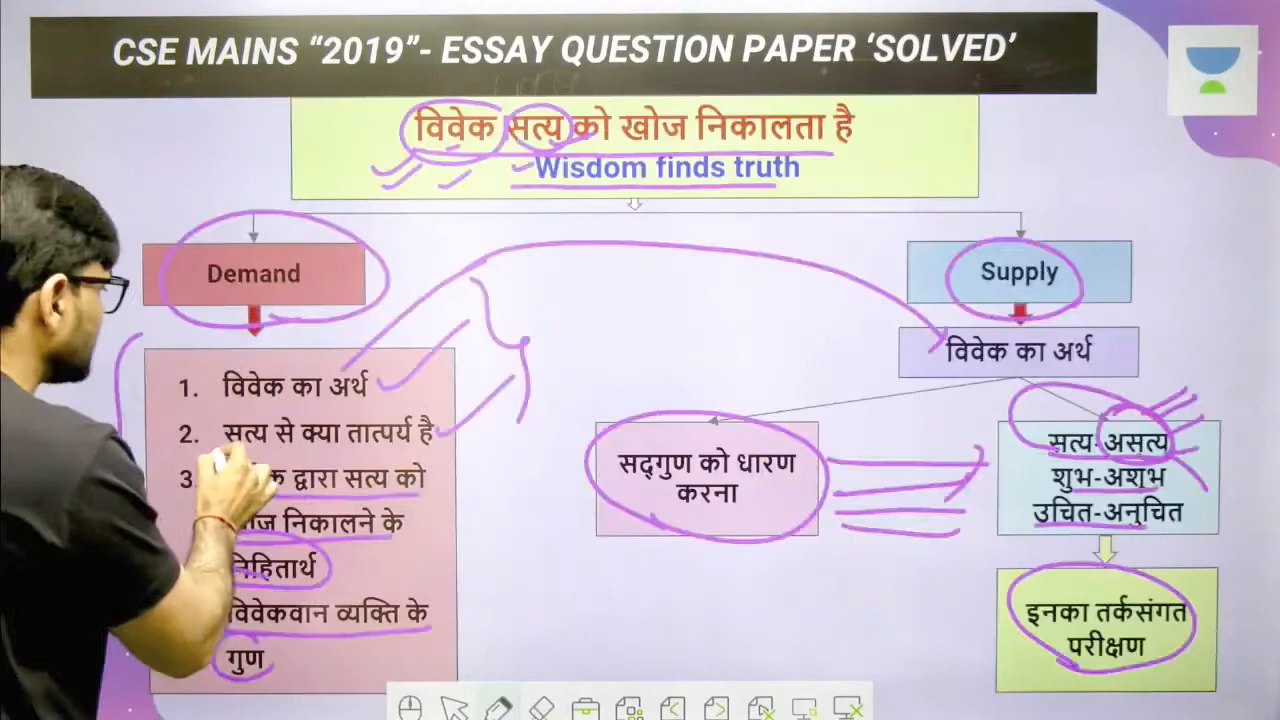 CSE MAINS “2019”- ESSAY QUESTION PAPER ‘SOLVED’
विवेक सत्य को खोज निकालता है
Wisdom finds truth
Demand
Supply
विवेक का अर्थ
1. विवेक का अर्थ
2. सत्य से क्या तात्पर्य है
3. द्वारा सत्य को
निकालने के
निहितार्थ
विवेकवान व्यक्ति के
गुण
सद्गुण को धारण
करना
सत्य-असत्य
शुभ-अशुभ
उचित-अनुचित
इनका तर्कसंगत
परीक्षण